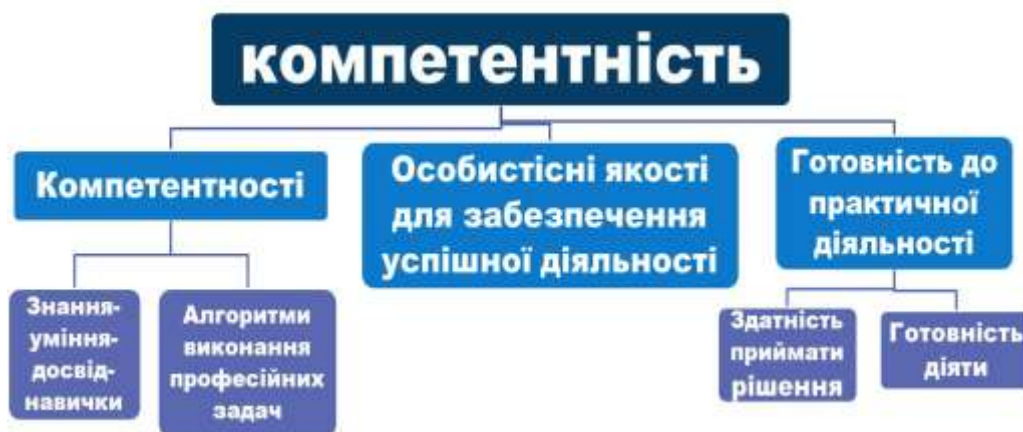 компетентність
Компетентності
Особистісні якості
для забезпечення
успішної діяльності
Готовність до
практичної
діяльності
Знання-
уміння-
досвід-
навички
Алгоритми
виконання
професійних
задач
Здатність
приймати
рішення
Готовність
діяти